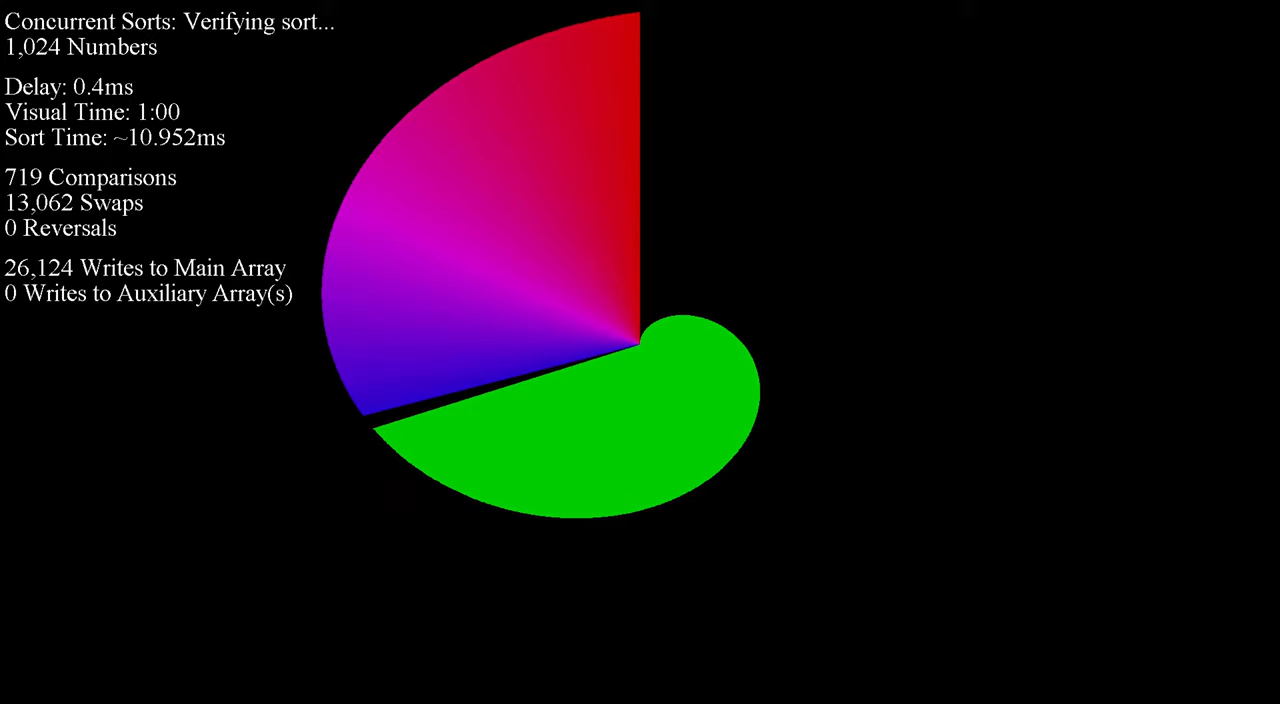 Concurrent Sorts: Verifying sort...
1,024 Numbers
Delay: 0.4ms
Visual Time: 1:00
Sort Time: ~10.952ms
719 Comparisons
13,062 Swaps
0 Reversals
26,124 Writes to Main Array
0 Writes to Auxiliary Array(s)